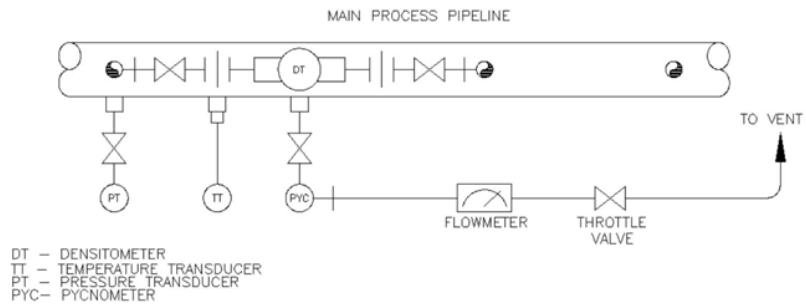 MAIN PROCESS PIPELINE
DT
TO VENT
PT
TT
PYC
FLOWMETER
THROTTLE
VALVE
DT – DENSITOMETER
TT – TEMPERATURE TRANSDUCER
PT – PRESSURE TRANSDUCER
PYC– PYCNOMETER